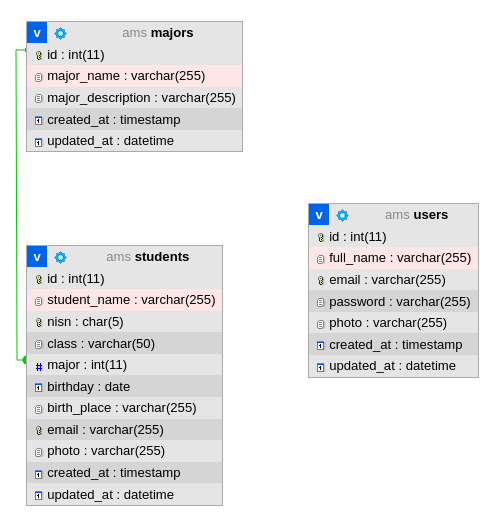 v ams majors
id : int(11)
major_name : varchar(255)
major_description : varchar(255)
created_at : timestamp
updated_at : datetime
v ams users
id : int(11)
full_name : varchar(255)
email : varchar(255)
password : varchar(255)
photo : varchar(255)
created_at : timestamp
updated_at : datetime
v ams students
id : int(11)
student_name : varchar(255)
nisn : char(5)
class : varchar(50)
# major : int(11)
birthday : date
birth_place : varchar(255)
email : varchar(255)
photo : varchar(255)
created_at : timestamp
updated_at : datetime